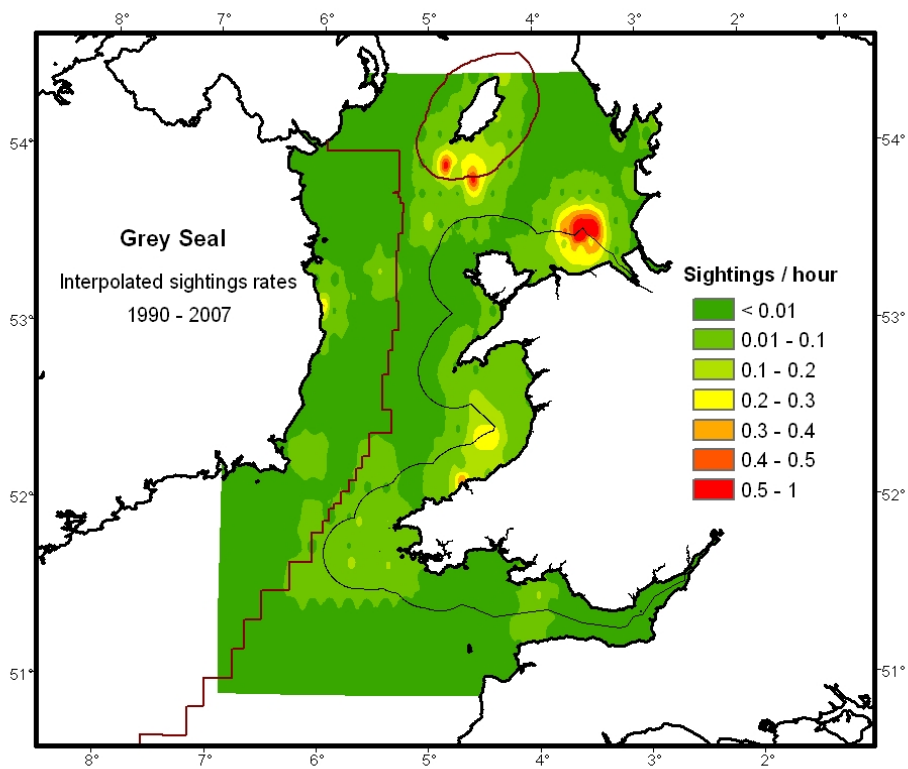 8° 7° 6° 5° 4° 3° 2° 1°
54° 54°
Grey Seal
Interpolated sightings rates
1990 - 2007
Sightings / hour
< 0.01
0.01 - 0.1
0.1 - 0.2
0.2 - 0.3
0.3 - 0.4
0.4 - 0.5
0.5 - 1
53° 53°
52° 52°
51° 51°
8° 7° 6° 5° 4° 3° 2°